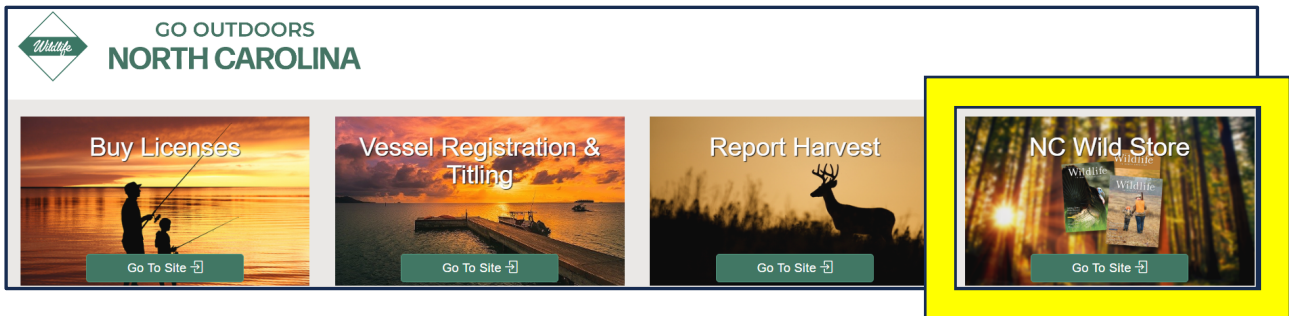 Wildlife
GO OUTDOORS
NORTH CAROLINA
Buy Licenses
Go To Site
Vessel Registration &
Titling
Go To Site
Report Harvest
Go To Site
NC Wild Store
Wildlife
Wildlife
Wildlife
Go To Site